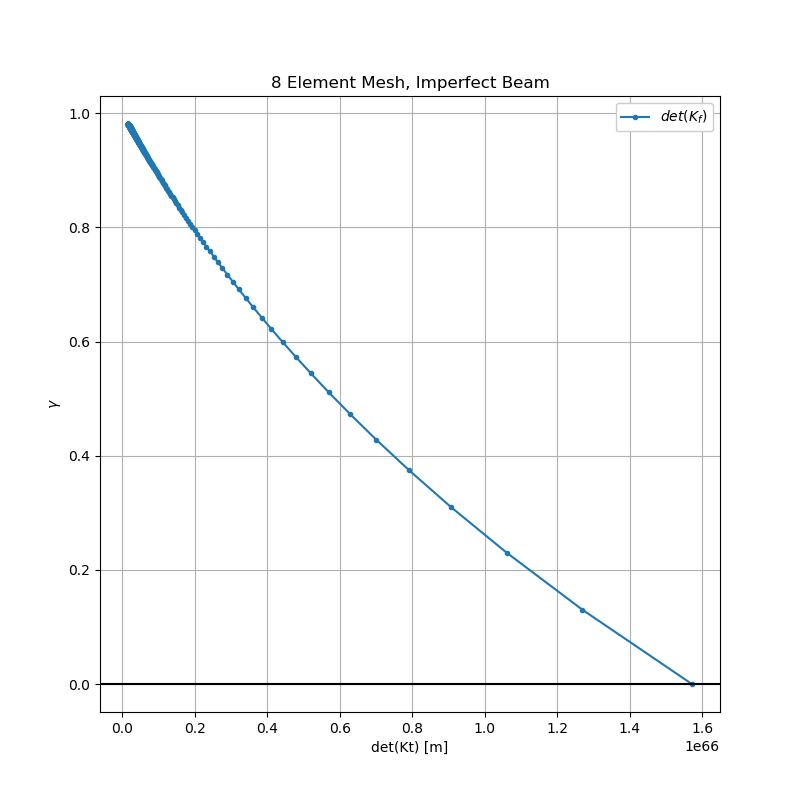 8 Element Mesh, Imperfect Beam
det(K_f)
1.0
0.8
0.6
0.4
0.2
0.0
γ
0.0 0.2 0.4 0.6 0.8 1.0 1.2 1.4 1.6
1e66
det(Kt) [m]